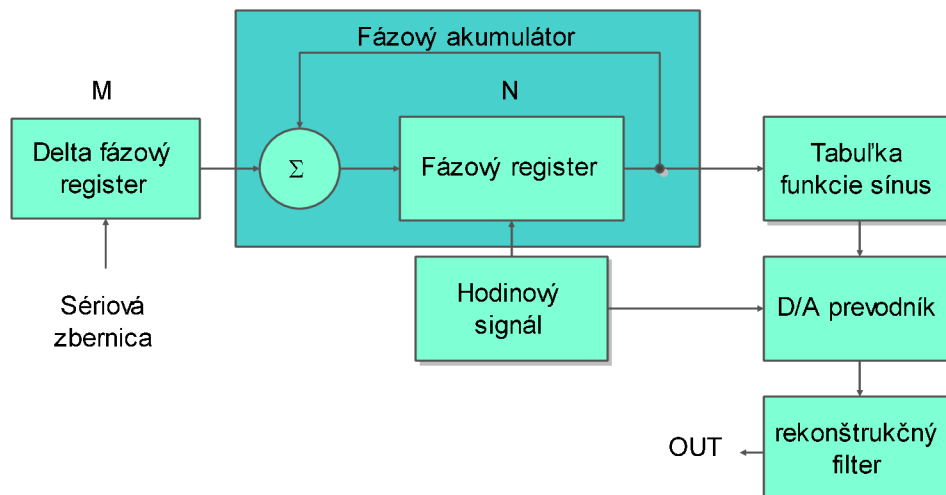 Fázový akumulátor
M
N
Delta fázový
register
Σ
Fázový register
Tabuľka
funkcie sínus
Sériová
zbernica
Hodinový
signál
D/A prevodník
OUT
rekonštrukčný
filter